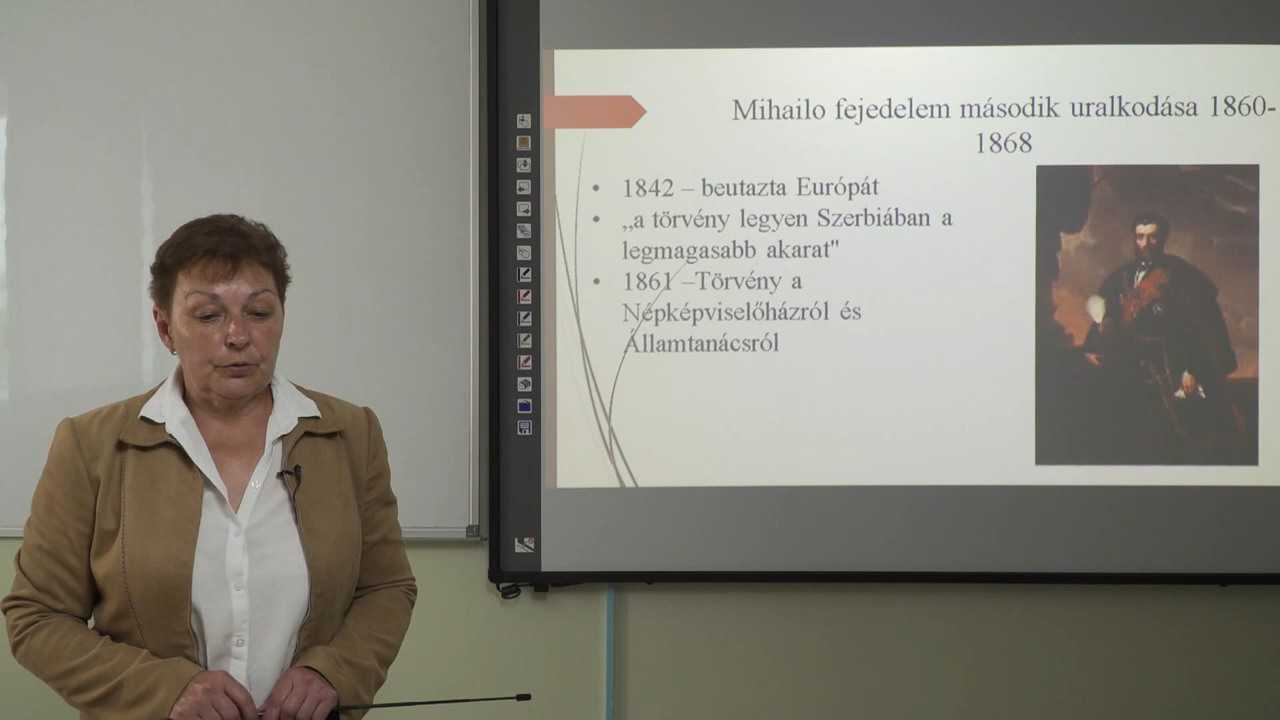 Mihailo fejedelem második uralkodása 1860-
1868
• 1842 – beutazta Európát
• „a törvény legyen Szerbiában a
legmagasabb akarat"
• 1861 –Törvény a
Népképviselőházról és
Államtanácsról